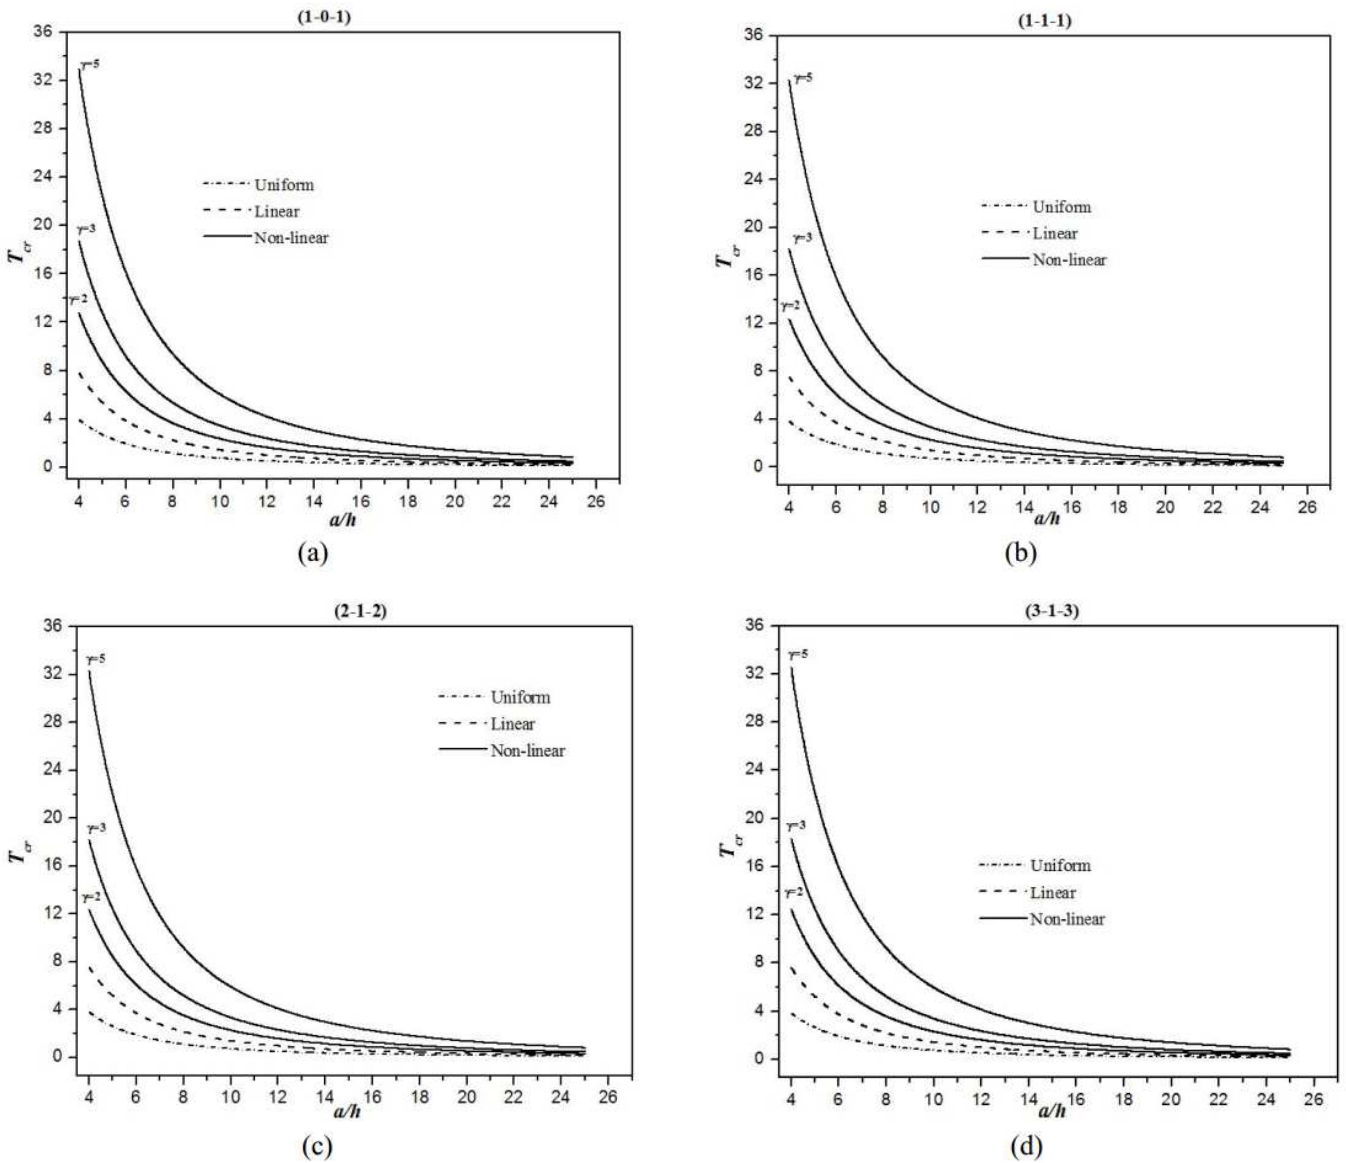 (1-0-1)
36
32
28
24
20
16
12
8
4
0
T_cr
γ=5
γ=3
γ=2
Uniform
Linear
Non-linear
4 6 8 10 12 14 16 18 20 22 24 26
a/h
(a)
(1-1-1)
36
32
28
24
20
16
12
8
4
0
T_cr
γ=5
γ=3
γ=2
Uniform
Linear
Non-linear
4 6 8 10 12 14 16 18 20 22 24 26
a/h
(b)
(2-1-2)
36
32
28
24
20
16
12
8
4
0
T_cr
γ=5
γ=3
γ=2
Uniform
Linear
Non-linear
4 6 8 10 12 14 16 18 20 22 24 26
a/h
(c)
(3-1-3)
36
32
28
24
20
16
12
8
4
0
T_cr
γ=5
γ=3
γ=2
Uniform
Linear
Non-linear
4 6 8 10 12 14 16 18 20 22 24 26
a/h
(d)